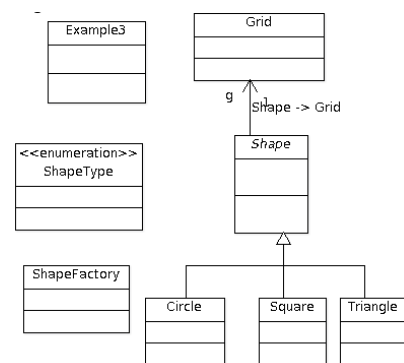 Example3
Grid
g
1
Shape -> Grid
<<enumeration>>
ShapeType
Shape
ShapeFactory
Circle
Square
Triangle